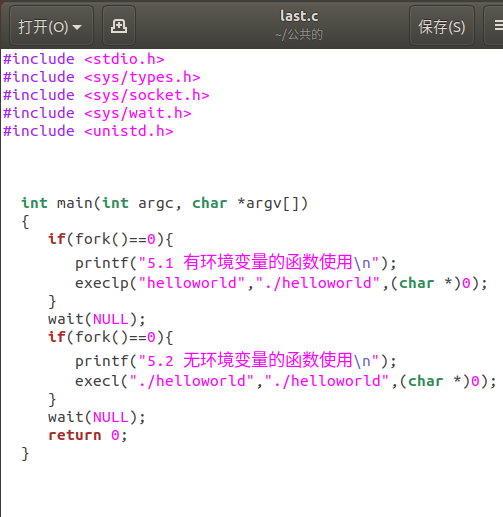 打开(O)
last.c
~/公共的
保存(S)
#include <stdio.h>
#include <sys/types.h>
#include <sys/socket.h>
#include <sys/wait.h>
#include <unistd.h>
int main(int argc, char *argv[])
{
if(fork()==0){
printf("5.1 有环境变量的函数使用\n");
execlp("helloworld","./helloworld",(char *)0);
}
wait(NULL);
if(fork()==0){
printf("5.2 无环境变量的函数使用\n");
execl("./helloworld","./helloworld",(char *)0);
}
wait(NULL);
return 0;
}